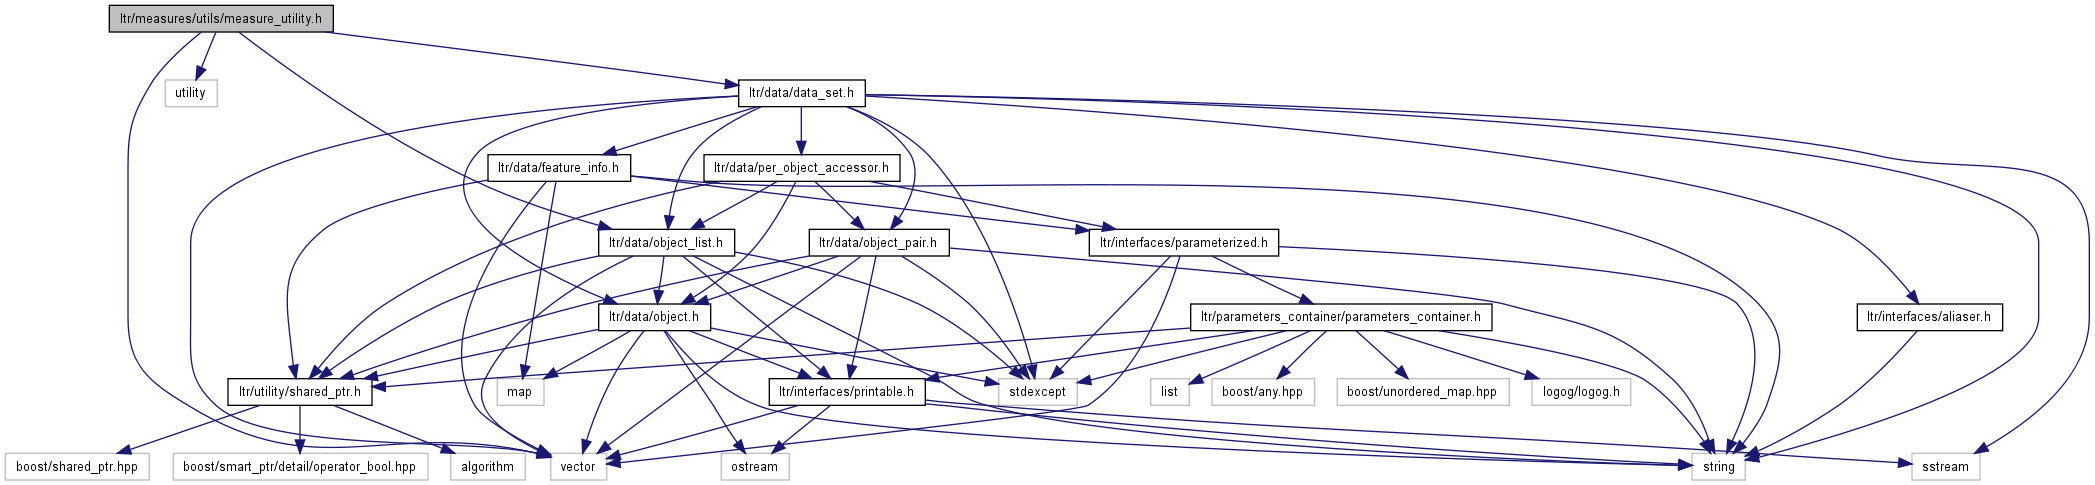 ltr/measures/utils/measure_utility.h
utility
ltr/data/data_set.h
ltr/data/feature_info.h
ltr/data/per_object_accessor.h
ltr/data/object_list.h
ltr/data/object_pair.h
ltr/interfaces/parameterized.h
ltr/data/object.h
ltr/parameters_container/parameters_container.h
ltr/interfaces/aliaser.h
ltr/utility/shared_ptr.h
map
ltr/interfaces/printable.h
stdexcept
list
boost/any.hpp
boost/unordered_map.hpp
logog/logog.h
boost/shared_ptr.hpp
boost/smart_ptr/detail/operator_bool.hpp
algorithm
vector
ostream
string
sstream